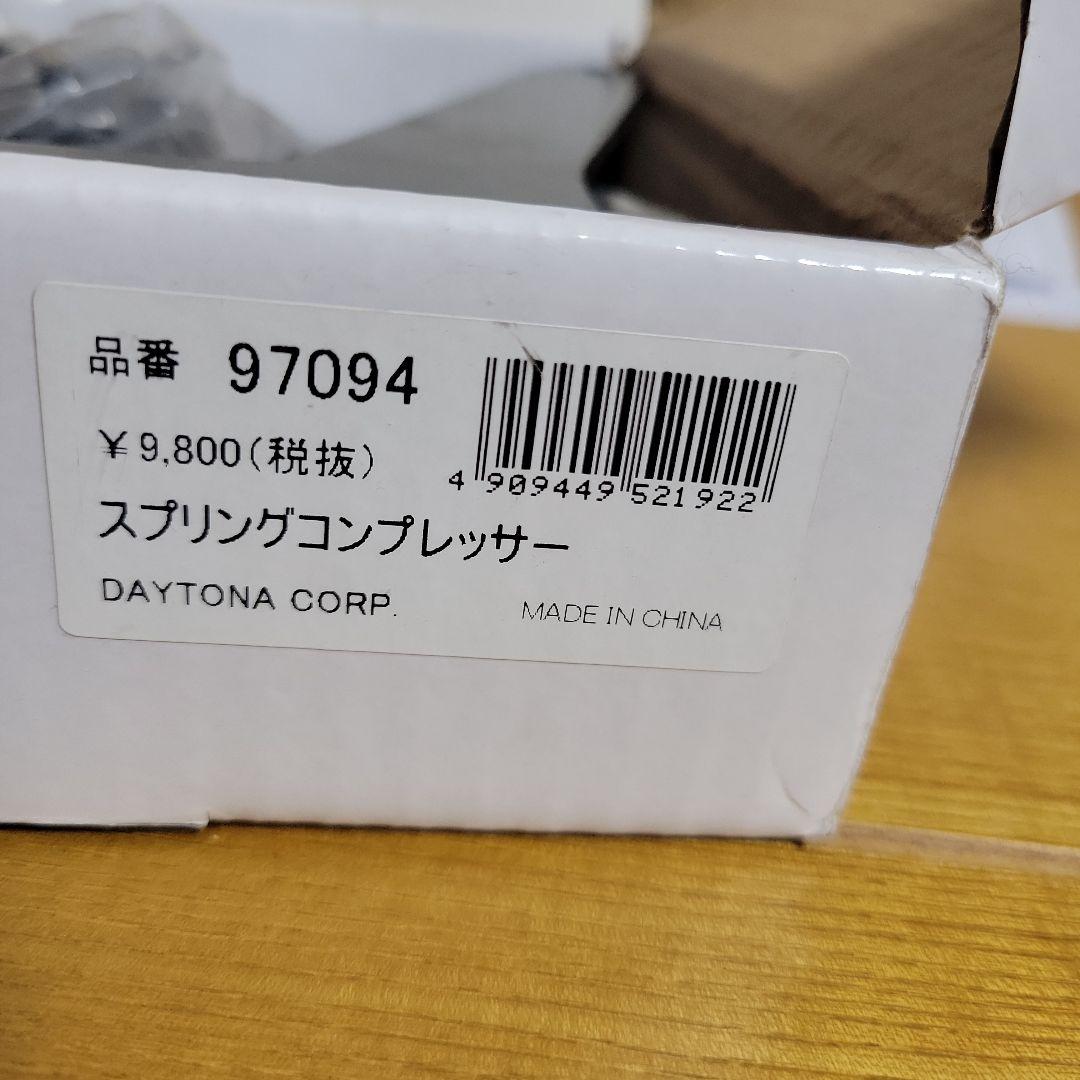 品番 97094
¥9,800(税抜)
4 909449 521922
スプリングコンプレッサー
DAYTONA CORP.
MADE IN CHINA